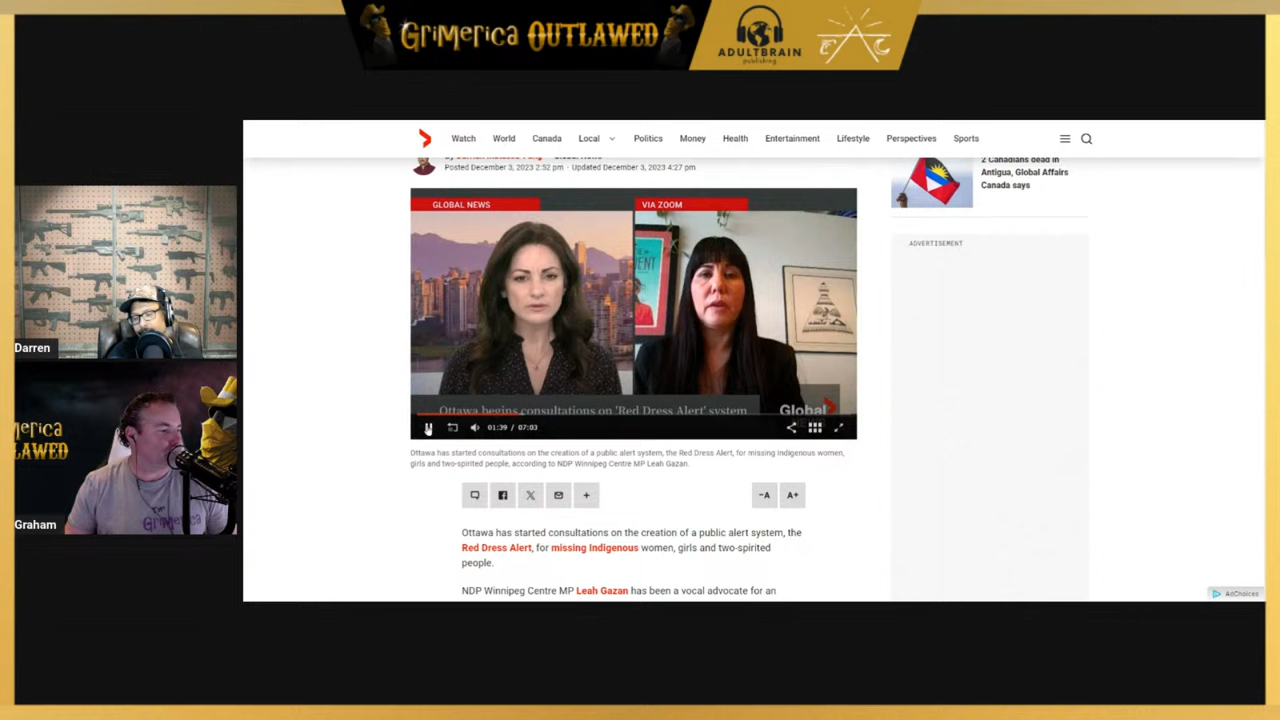 GRIMERICA OUTLAWED
ADULTBRAIN
publishing
Watch World Canada Local Politics Money Health Entertainment Lifestyle Perspectives Sports
Posted December 3, 2023 2:52 pm · Updated December 3, 2023 4:27 pm
2 Canadians dead in
Antigua, Global Affairs
Canada says
GLOBAL NEWS
VIA ZOOM
ADVERTISEMENT
Ottawa begins consultations on 'Red Dress Alert' system
Global
01:39 / 07:03
Ottawa has started consultations on the creation of a public alert system, the Red Dress Alert, for missing Indigenous women,
girls and two-spirited people, according to NDP Winnipeg Centre MP Leah Gazan.
-A A+
Ottawa has started consultations on the creation of a public alert system, the
Red Dress Alert, for missing Indigenous women, girls and two-spirited
people.
NDP Winnipeg Centre MP Leah Gazan has been a vocal advocate for an
AdChoices
Darren
merica
LAWED
Graham